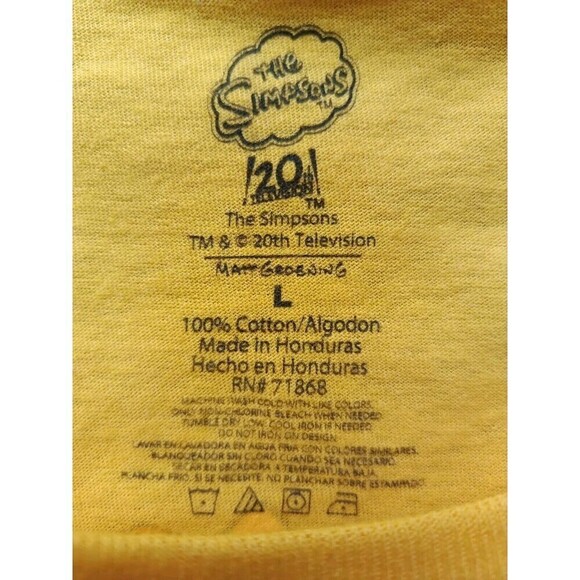 THE
SIMPSONS
TM
20th
TELEVISION
TM
The Simpsons
TM & © 20th Television
MATT GROENING
L
100% Cotton/Algodon
Made in Honduras
Hecho en Honduras
RN# 71868
MACHINE WASH COLD WITH LIKE COLORS.
ONLY NON-CHLORINE BLEACH WHEN NEEDED.
TUMBLE DRY LOW, COOL IRON IS NEEDED.
DO NOT IRON ON DESIGN.
LAVAR EN LAVADORA EN AGUA FRIA CON COLORES SIMILARES.
BLANQUEADOR SIN CLORO CUANDO SEA NECESARIO.
SECAR EN SECADORA A TEMPERATURA BAJA.
PLANCHA FRIO, SI SE NECESITE. NO PLANCHAR SOBRE ESTAMPADO.